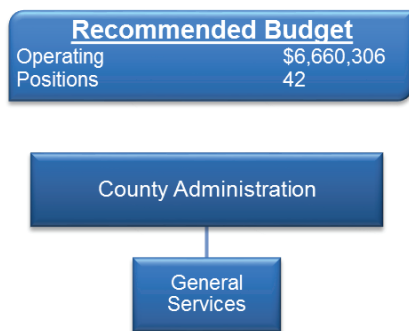 Recommended Budget
Operating $6,660,306
Positions 42
County Administration
General
Services